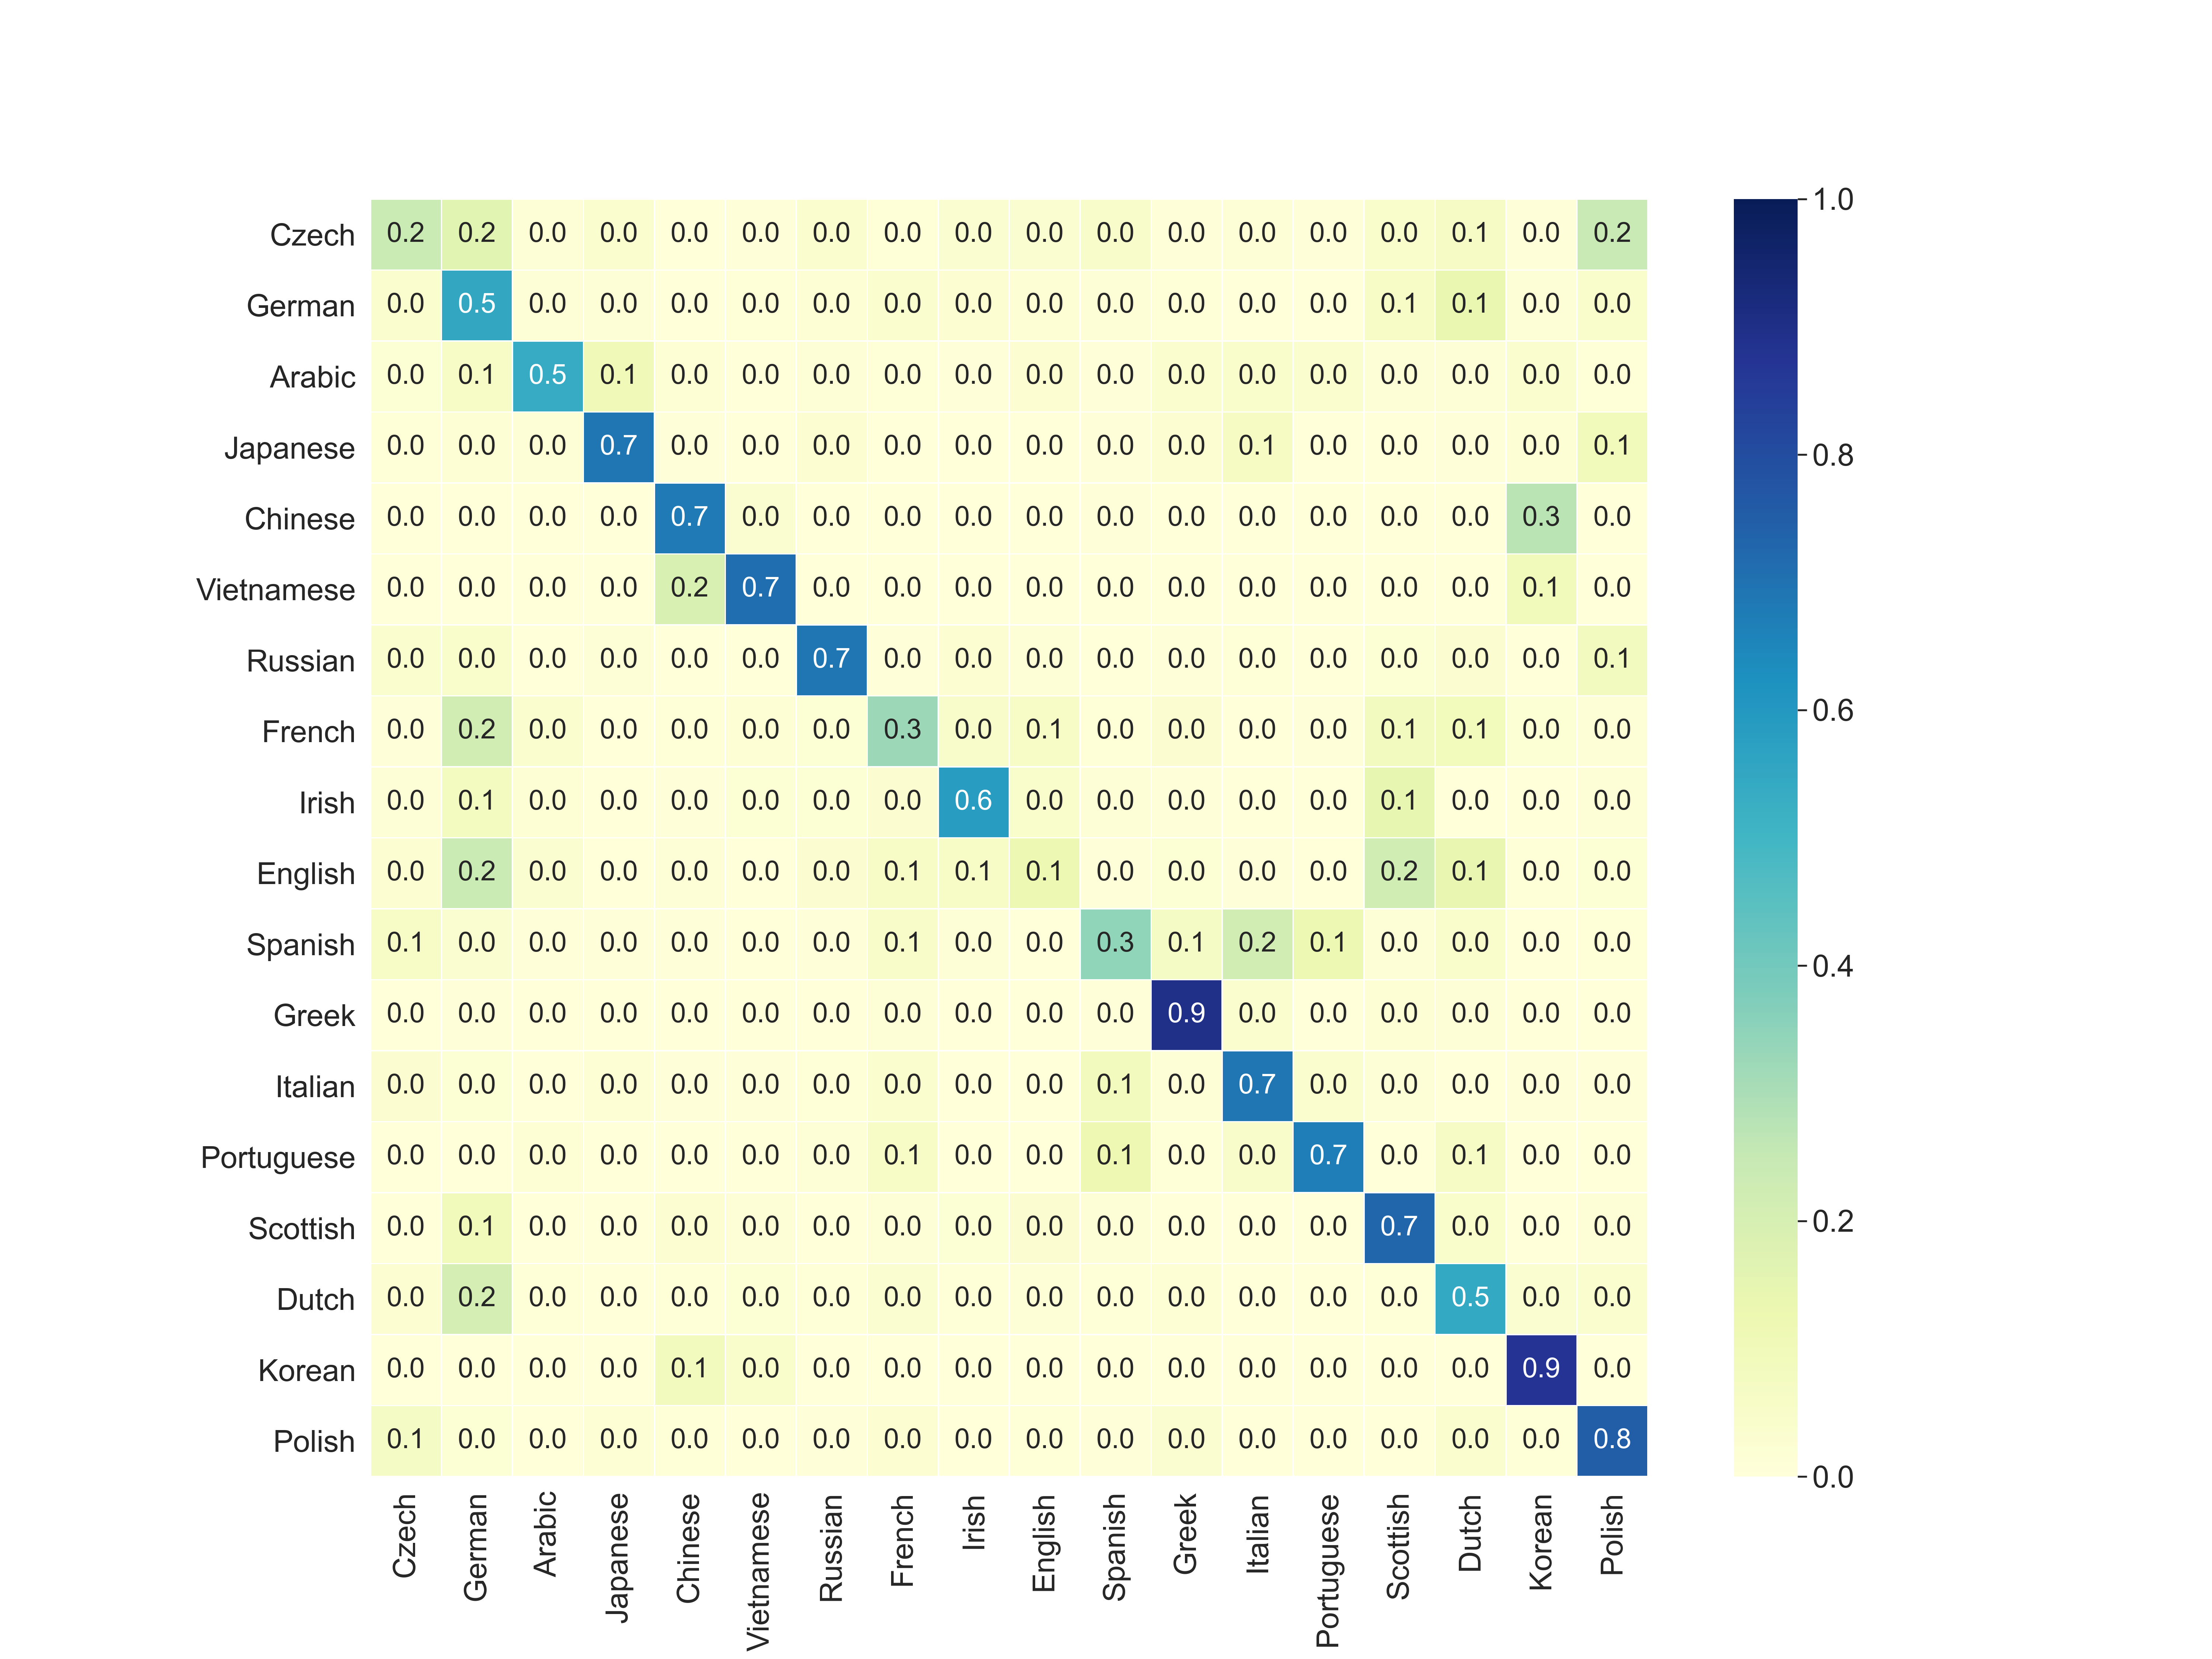 Czech 0.2 0.2 0.0 0.0 0.0 0.0 0.0 0.0 0.0 0.0 0.0 0.0 0.0 0.0 0.0 0.1 0.0 0.2
German 0.0 0.5 0.0 0.0 0.0 0.0 0.0 0.0 0.0 0.0 0.0 0.0 0.0 0.0 0.1 0.1 0.0 0.0
Arabic 0.0 0.1 0.5 0.1 0.0 0.0 0.0 0.0 0.0 0.0 0.0 0.0 0.0 0.0 0.0 0.0 0.0 0.0
Japanese 0.0 0.0 0.0 0.7 0.0 0.0 0.0 0.0 0.0 0.0 0.0 0.0 0.1 0.0 0.0 0.0 0.0 0.1
Chinese 0.0 0.0 0.0 0.0 0.7 0.0 0.0 0.0 0.0 0.0 0.0 0.0 0.0 0.0 0.0 0.0 0.3 0.0
Vietnamese 0.0 0.0 0.0 0.0 0.2 0.7 0.0 0.0 0.0 0.0 0.0 0.0 0.0 0.0 0.0 0.0 0.1 0.0
Russian 0.0 0.0 0.0 0.0 0.0 0.0 0.7 0.0 0.0 0.0 0.0 0.0 0.0 0.0 0.0 0.0 0.0 0.1
French 0.0 0.2 0.0 0.0 0.0 0.0 0.0 0.3 0.0 0.1 0.0 0.0 0.0 0.0 0.1 0.1 0.0 0.0
Irish 0.0 0.1 0.0 0.0 0.0 0.0 0.0 0.0 0.6 0.0 0.0 0.0 0.0 0.0 0.1 0.0 0.0 0.0
English 0.0 0.2 0.0 0.0 0.0 0.0 0.0 0.1 0.1 0.1 0.0 0.0 0.0 0.0 0.2 0.1 0.0 0.0
Spanish 0.1 0.0 0.0 0.0 0.0 0.0 0.0 0.1 0.0 0.0 0.3 0.1 0.2 0.1 0.0 0.0 0.0 0.0
Greek 0.0 0.0 0.0 0.0 0.0 0.0 0.0 0.0 0.0 0.0 0.0 0.9 0.0 0.0 0.0 0.0 0.0 0.0
Italian 0.0 0.0 0.0 0.0 0.0 0.0 0.0 0.0 0.0 0.0 0.1 0.0 0.7 0.0 0.0 0.0 0.0 0.0
Portuguese 0.0 0.0 0.0 0.0 0.0 0.0 0.0 0.1 0.0 0.0 0.1 0.0 0.0 0.7 0.0 0.1 0.0 0.0
Scottish 0.0 0.1 0.0 0.0 0.0 0.0 0.0 0.0 0.0 0.0 0.0 0.0 0.0 0.0 0.7 0.0 0.0 0.0
Dutch 0.0 0.2 0.0 0.0 0.0 0.0 0.0 0.0 0.0 0.0 0.0 0.0 0.0 0.0 0.0 0.5 0.0 0.0
Korean 0.0 0.0 0.0 0.0 0.1 0.0 0.0 0.0 0.0 0.0 0.0 0.0 0.0 0.0 0.0 0.0 0.9 0.0
Polish 0.1 0.0 0.0 0.0 0.0 0.0 0.0 0.0 0.0 0.0 0.0 0.0 0.0 0.0 0.0 0.0 0.0 0.8
Czech
German
Arabic
Japanese
Chinese
Vietnamese
Russian
French
Irish
English
Spanish
Greek
Italian
Portuguese
Scottish
Dutch
Korean
Polish
1.0
0.8
0.6
0.4
0.2
0.0